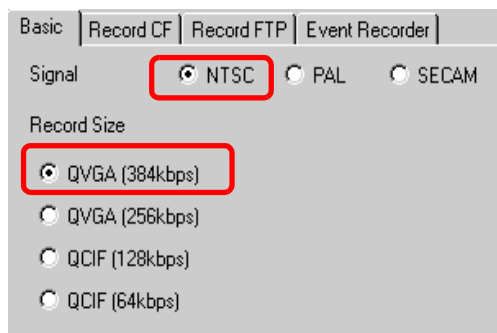 Basic Record CF Record FTP Event Recorder
Signal NTSC PAL SECAM
Record Size
QVGA (384kbps)
QVGA (256kbps)
QCIF (128kbps)
QCIF (64kbps)